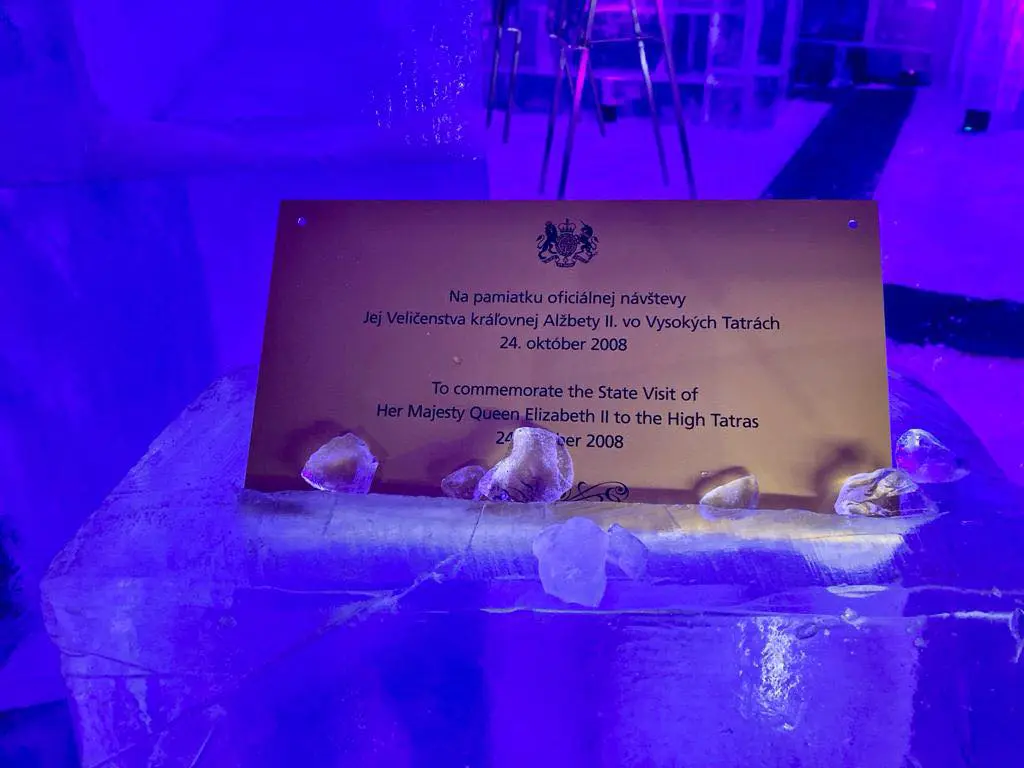 Na pamiatku oficiálnej návštevy
Jej Veličenstva kráľovnej Alžbety II. vo Vysokých Tatrách
24. október 2008
To commemorate the State Visit of
Her Majesty Queen Elizabeth II to the High Tatras
2008